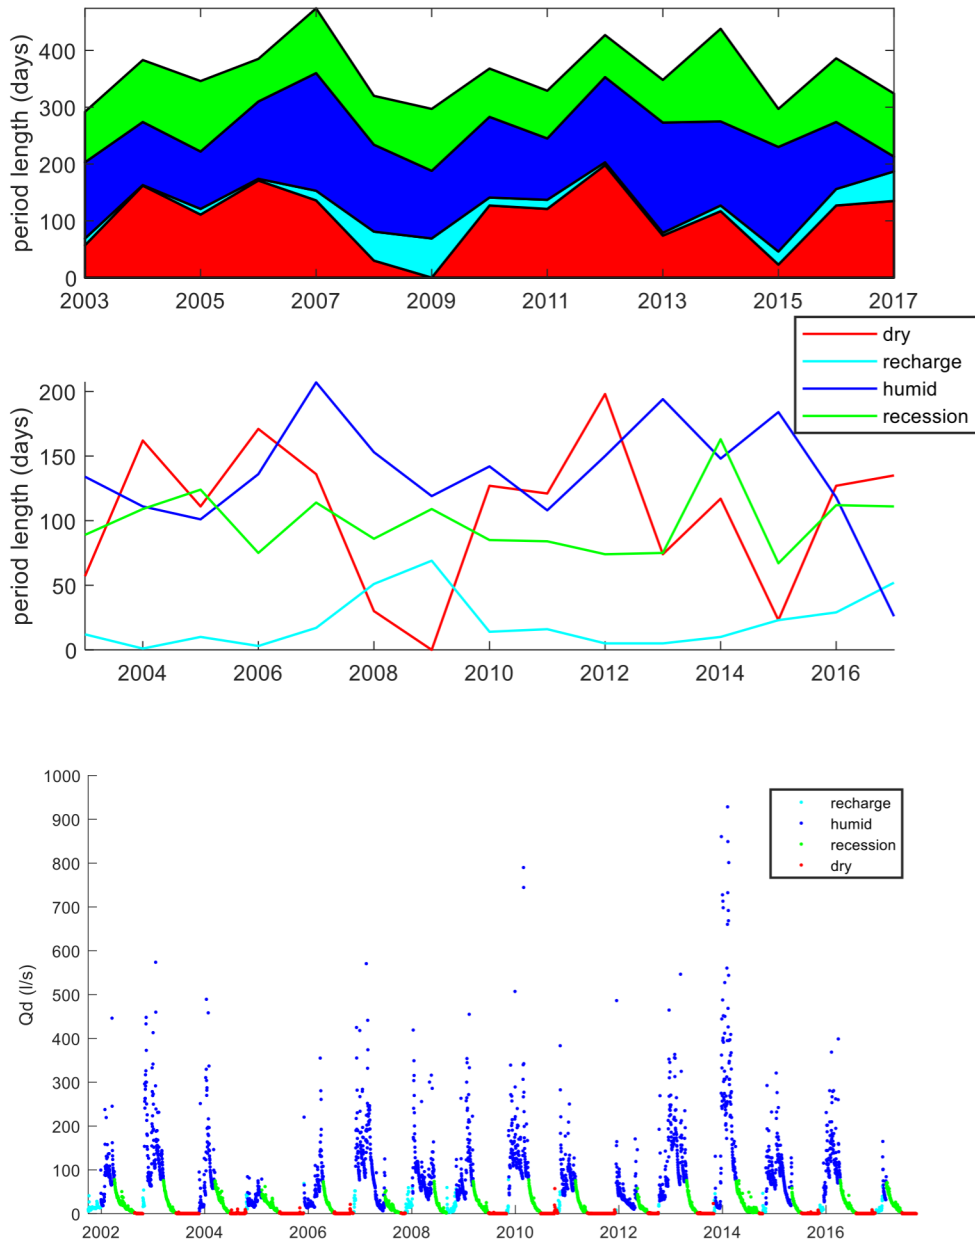 400
300
200
100
0
period length (days)
2003 2005 2007 2009 2011 2013 2015 2017
dry
recharge
humid
recession
200
150
100
50
0
period length (days)
2004 2006 2008 2010 2012 2014 2016
1000
900
800
700
600
500
400
300
200
100
0
Qd (l/s)
recharge
humid
recession
dry
2002 2004 2006 2008 2010 2012 2014 2016